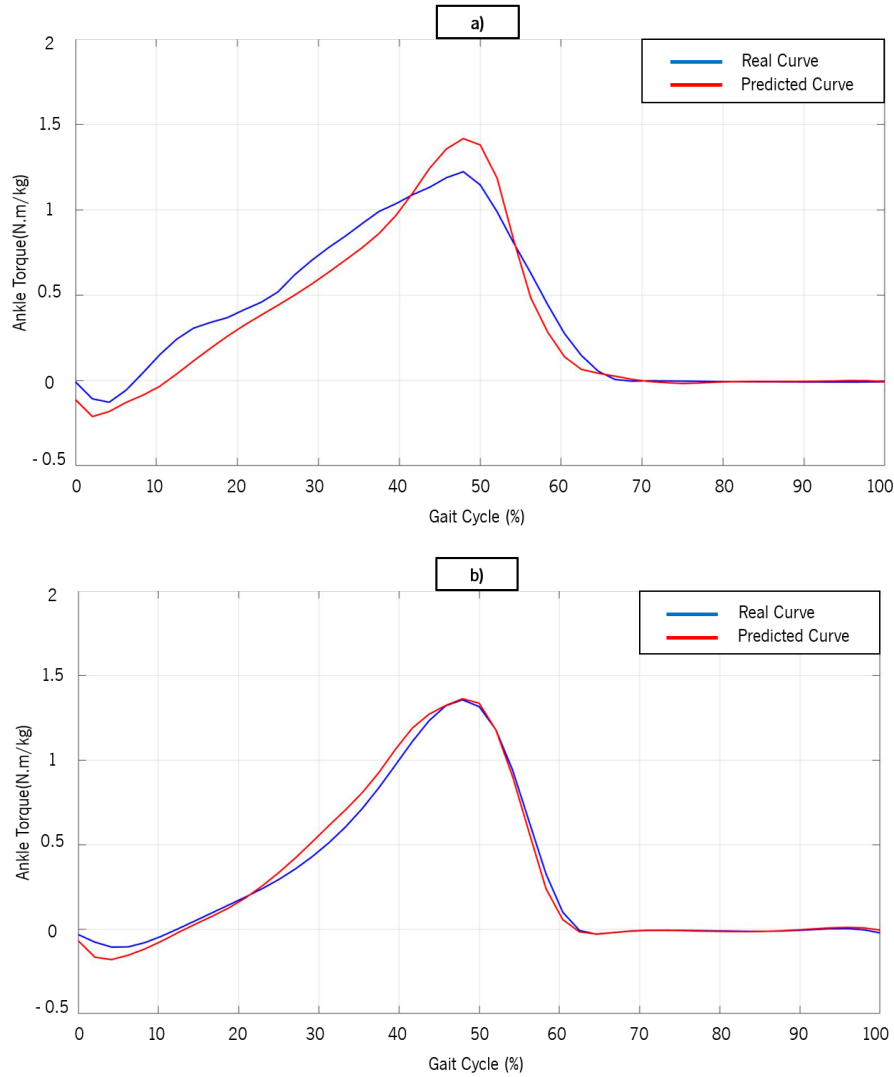 a)
2
1.5
1
0.5
0
- 0.5
Ankle Torque(N.m/kg)
Real Curve
Predicted Curve
0 10 20 30 40 50 60 70 80 90 100
Gait Cycle (%)
b)
2
1.5
1
0.5
0
- 0.5
Ankle Torque(N.m/kg)
Real Curve
Predicted Curve
0 10 20 30 40 50 60 70 80 90 100
Gait Cycle (%)